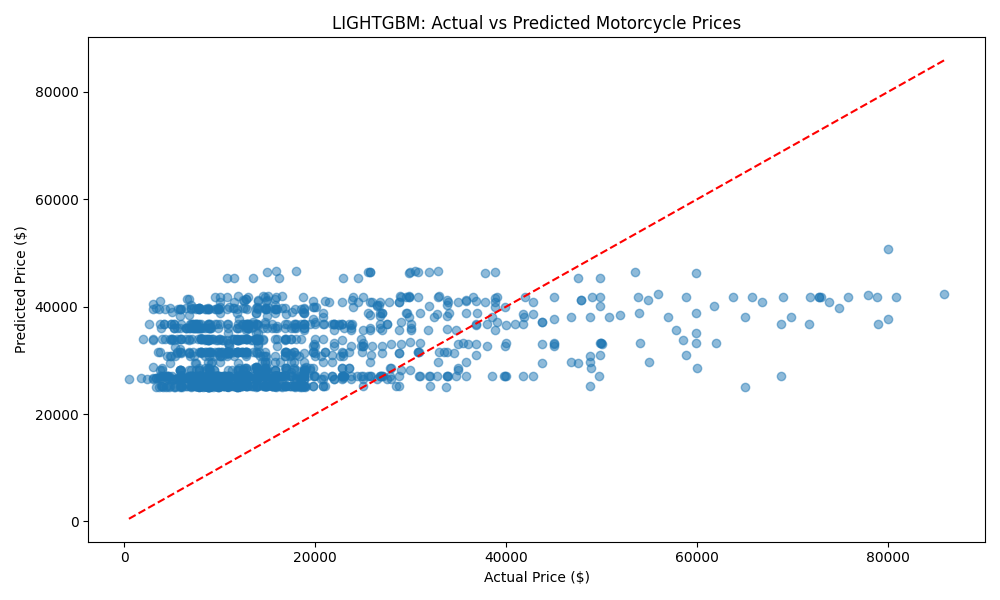 LIGHTGBM: Actual vs Predicted Motorcycle Prices
Predicted Price ($)
80000
60000
40000
20000
0
0 20000 40000 60000 80000
Actual Price ($)